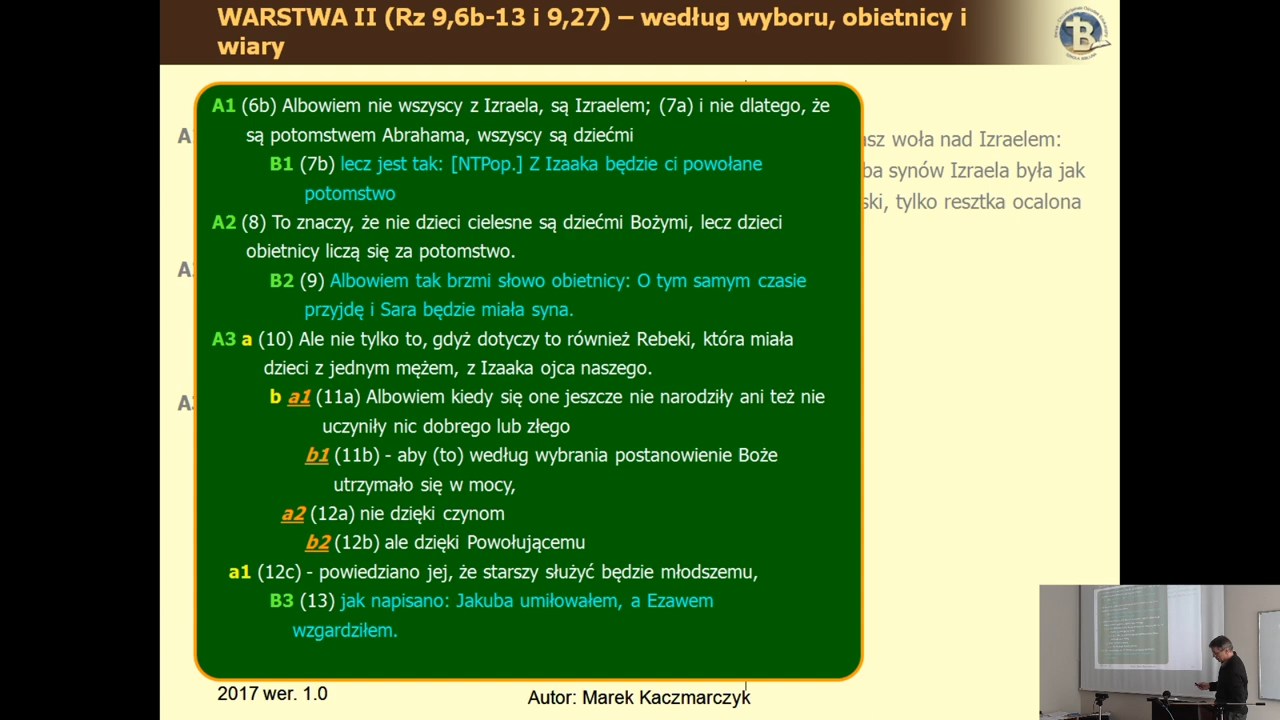 WARSTWA II (Rz 9,6b-13 i 9,27) – według wyboru, obietnicy i
wiary
A1 (6b) Albowiem nie wszyscy z Izraela, są Izraelem; (7a) i nie dlatego, że
są potomstwem Abrahama, wszyscy są dziećmi
B1 (7b) lecz jest tak: [NTPop.] Z Izaaka będzie ci powołane
potomstwo
A2 (8) To znaczy, że nie dzieci cielesne są dziećmi Bożymi, lecz dzieci
obietnicy liczą się za potomstwo.
B2 (9) Albowiem tak brzmi słowo obietnicy: O tym samym czasie
przyjdę i Sara będzie miała syna.
A3 a (10) Ale nie tylko to, gdyż dotyczy to również Rebeki, która miała
dzieci z jednym mężem, z Izaaka ojca naszego.
b a1 (11a) Albowiem kiedy się one jeszcze nie narodziły ani też nie
uczyniły nic dobrego lub złego
b1 (11b) - aby (to) według wybrania postanowienie Boże
utrzymało się w mocy,
a2 (12a) nie dzięki czynom
b2 (12b) ale dzięki Powołującemu
a1 (12c) - powiedziano jej, że starszy służyć będzie młodszemu,
B3 (13) jak napisano: Jakuba umiłowałem, a Ezawem
wzgardziłem.
woła nad Izraelem:
synów Izraela była jak
tylko resztka ocalona
2017 wer. 1.0
Autor: Marek Kaczmarczyk